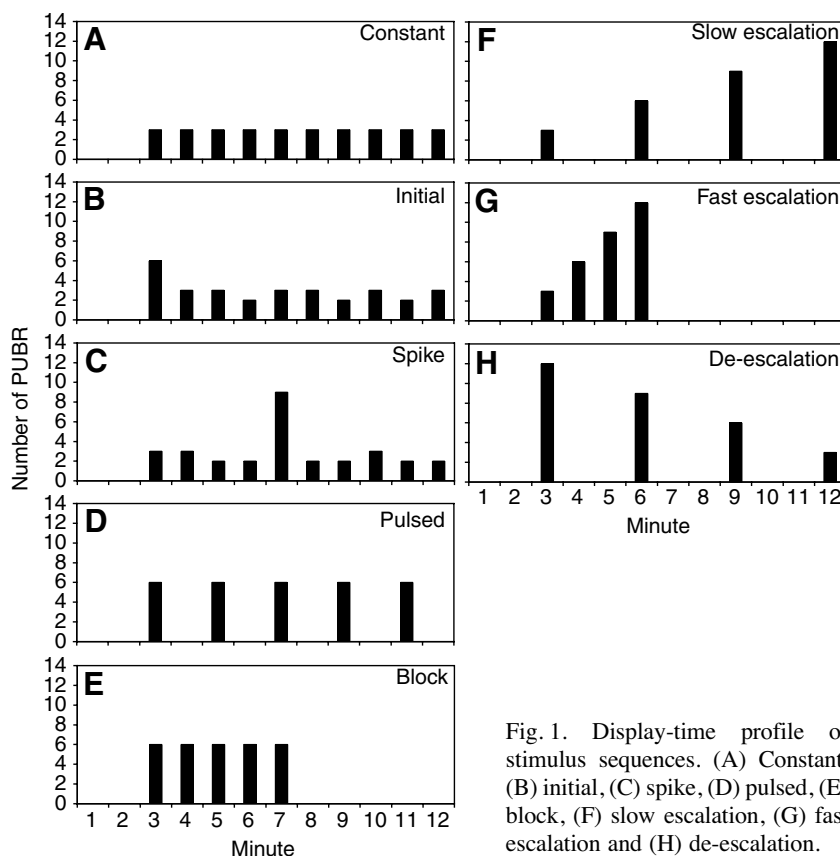 A
Constant
14
12
10
8
6
4
2
0
B
Initial
14
12
10
8
6
4
2
0
C
Spike
14
12
10
8
6
4
2
0
D
Pulsed
14
12
10
8
6
4
2
0
E
Block
14
12
10
8
6
4
2
0
1 2 3 4 5 6 7 8 9 10 11 12
Minute
Number of PUBR
F
Slow escalation
G
Fast escalation
H
De-escalation
1 2 3 4 5 6 7 8 9 10 11 12
Minute
Fig. 1. Display-time profile o
stimulus sequences. (A) Constant
(B) initial, (C) spike, (D) pulsed, (E
block, (F) slow escalation, (G) fas
escalation and (H) de-escalation.